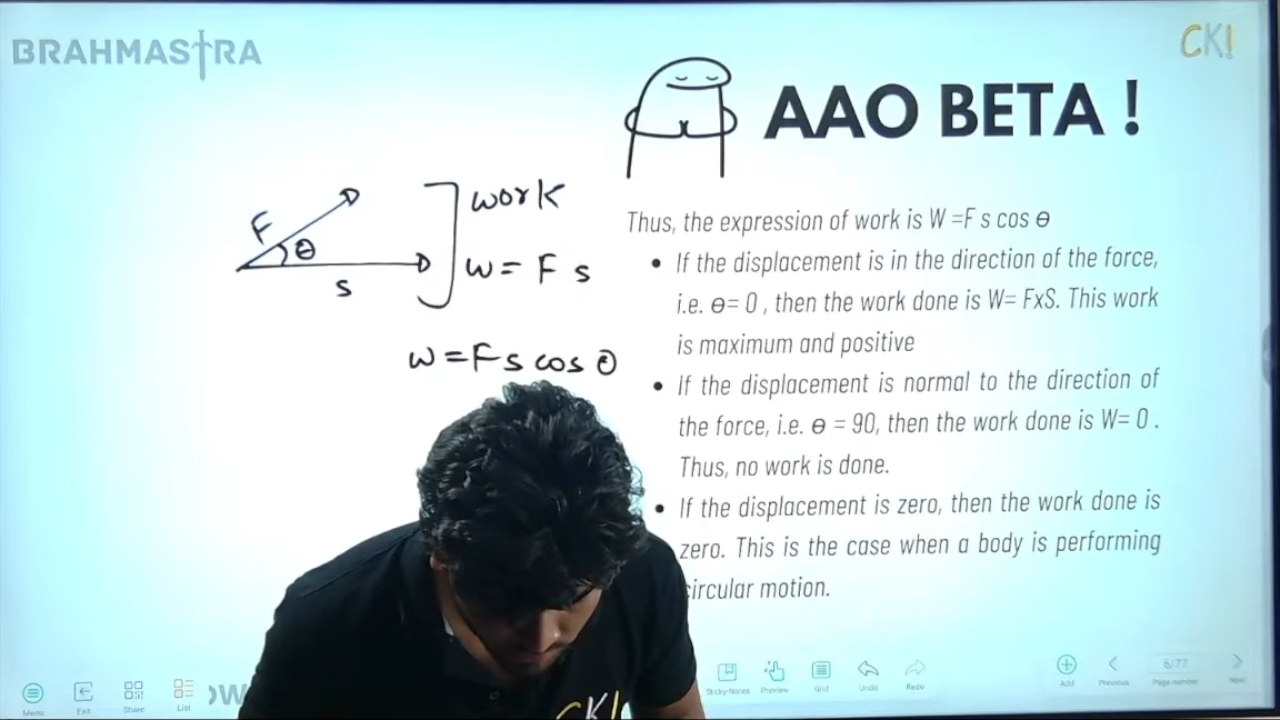 BRAHMASTRA
CK!
AAO BETA !
F
θ
s
work
W = F s
W = F s cos θ
Thus, the expression of work is W =F s cos ɵ
• If the displacement is in the direction of the force,
i.e. ɵ= 0 , then the work done is W= FxS. This work
is maximum and positive
• If the displacement is normal to the direction of
the force, i.e. ɵ = 90, then the work done is W= 0 .
Thus, no work is done.
• If the displacement is zero, then the work done is
zero. This is the case when a body is performing
circular motion.
Menu
Exit
Share
List
Sticky-Notes
Preview
Grid
Undo
Redo
Add
Previous
6/77
Page number
Next
CK!